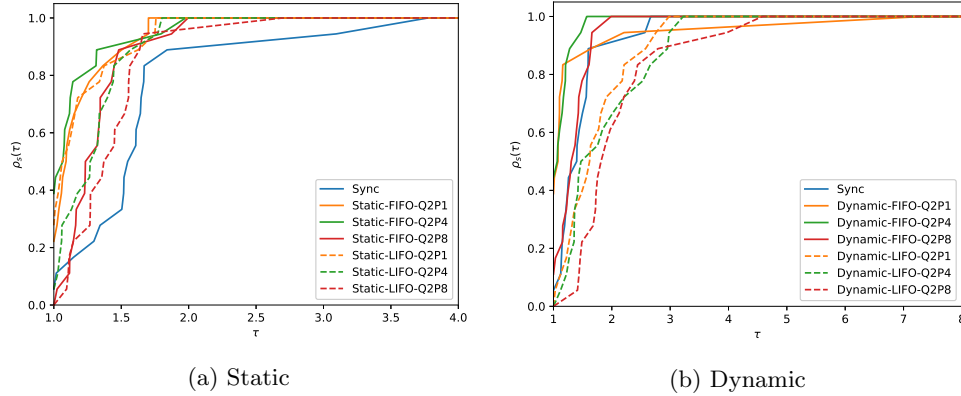 1.0
0.8
0.6
0.4
0.2
0.0
ρs(τ)
1.0 1.5 2.0 2.5 3.0 3.5 4.0
τ
Sync
Static-FIFO-Q2P1
Static-FIFO-Q2P4
Static-FIFO-Q2P8
Static-LIFO-Q2P1
Static-LIFO-Q2P4
Static-LIFO-Q2P8
(a) Static
1.0
0.8
0.6
0.4
0.2
0.0
ρs(τ)
1 2 3 4 5 6 7 8
τ
Sync
Dynamic-FIFO-Q2P1
Dynamic-FIFO-Q2P4
Dynamic-FIFO-Q2P8
Dynamic-LIFO-Q2P1
Dynamic-LIFO-Q2P4
Dynamic-LIFO-Q2P8
(b) Dynamic